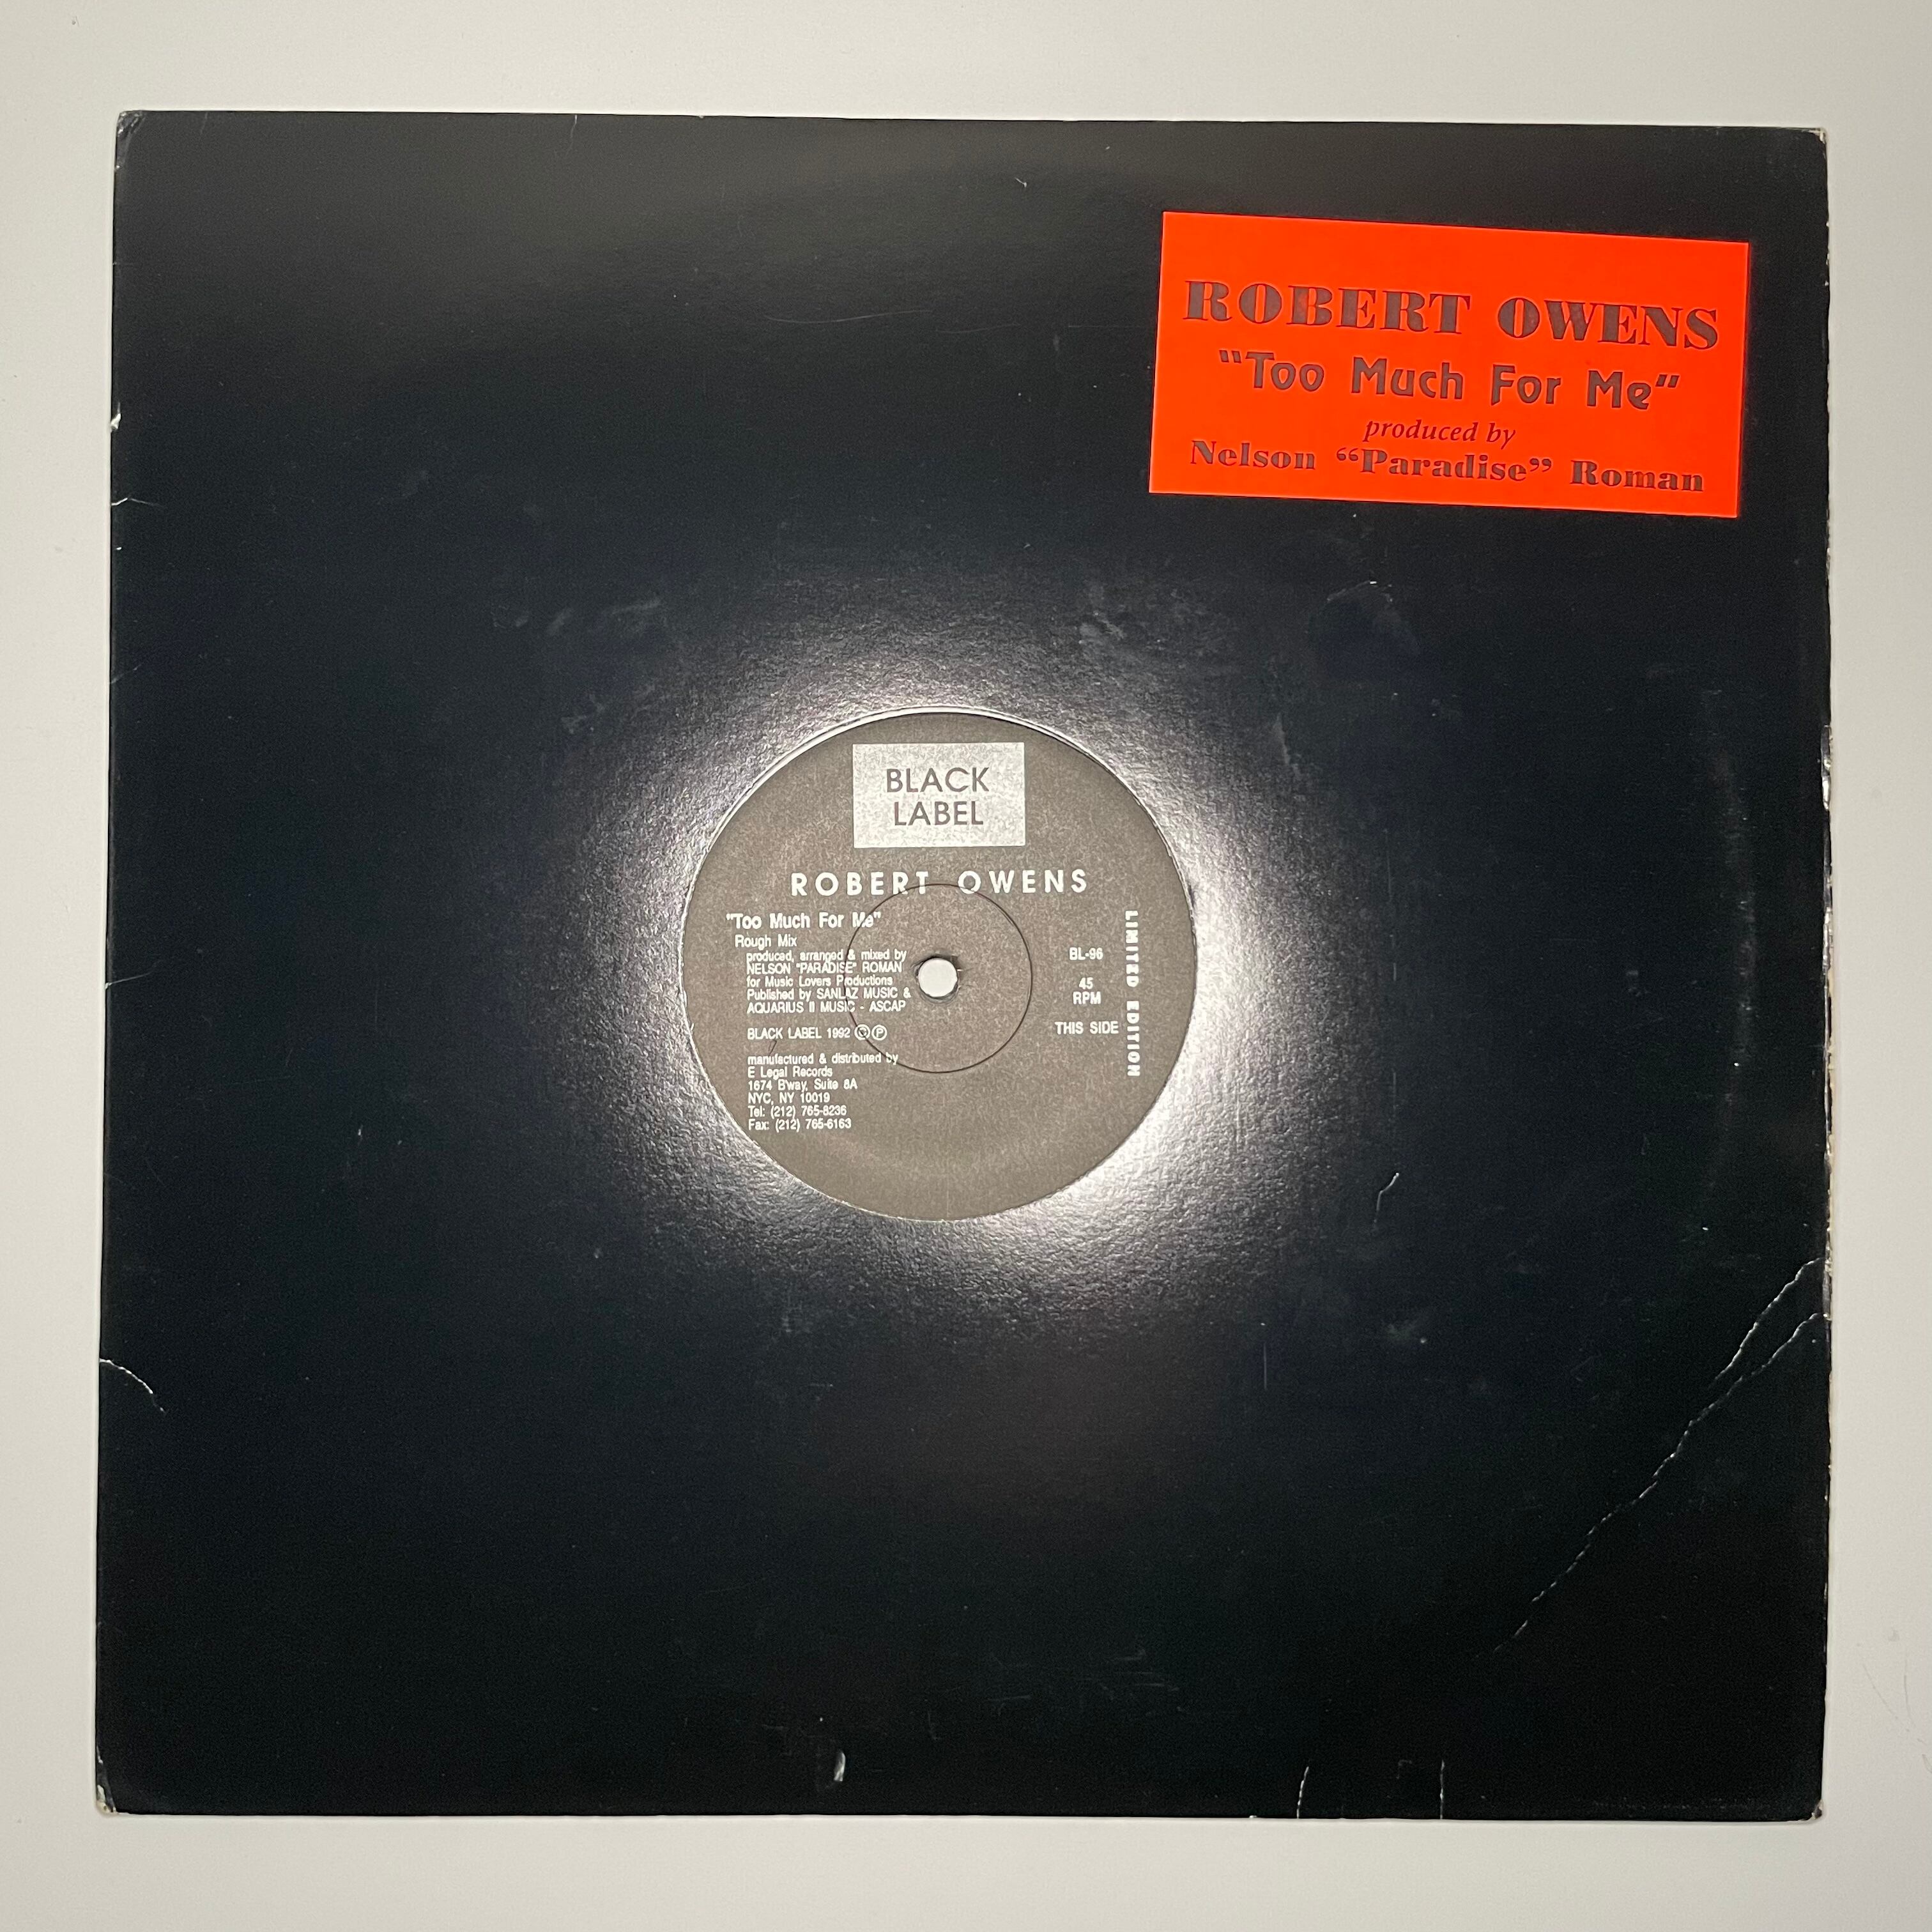 ROBERT OWENS
"Too Much For Me"
produced by
Nelson "Paradise" Roman
BLACK
LABEL
ROBERT OWENS
"Too Much For Me"
Rough Mix
produced, arranged & mixed by
NELSON "PARADISE" ROMAN
for Music Lovers Productions
Published by SANLAZ MUSIC &
AQUARIUS II MUSIC - ASCAP
BLACK LABEL 1992 ©℗
manufactured & distributed by
E Legal Records
1674 B'way, Suite 8A
NYC, NY 10019
Tel: (212) 765-8236
Fax: (212) 765-6163
BL-96
45
RPM
THIS SIDE
LIMITED EDITION